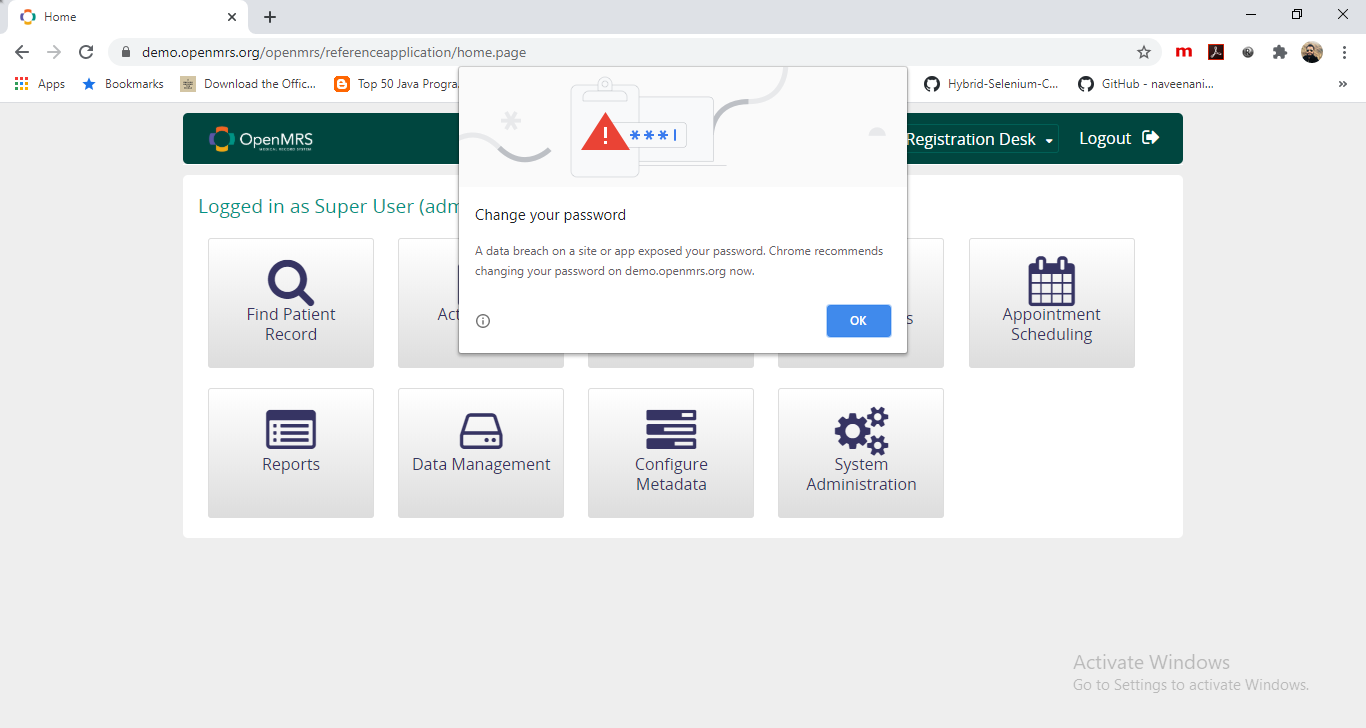 Home
demo.openmrs.org/openmrs/referenceapplication/home.page
Apps
Bookmarks
Download the Offic...
Top 50 Java Progra
Hybrid-Selenium-C...
GitHub - naveenani...
»
OpenMRS
MEDICAL RECORD SYSTEM
Registration Desk
Logout
Logged in as Super User (adm
***|
Change your password
A data breach on a site or app exposed your password. Chrome recommends
changing your password on demo.openmrs.org now.
OK
Find Patient
Record
Act
s
Appointment
Scheduling
Reports
Data Management
Configure
Metadata
System
Administration
Activate Windows
Go to Settings to activate Windows.